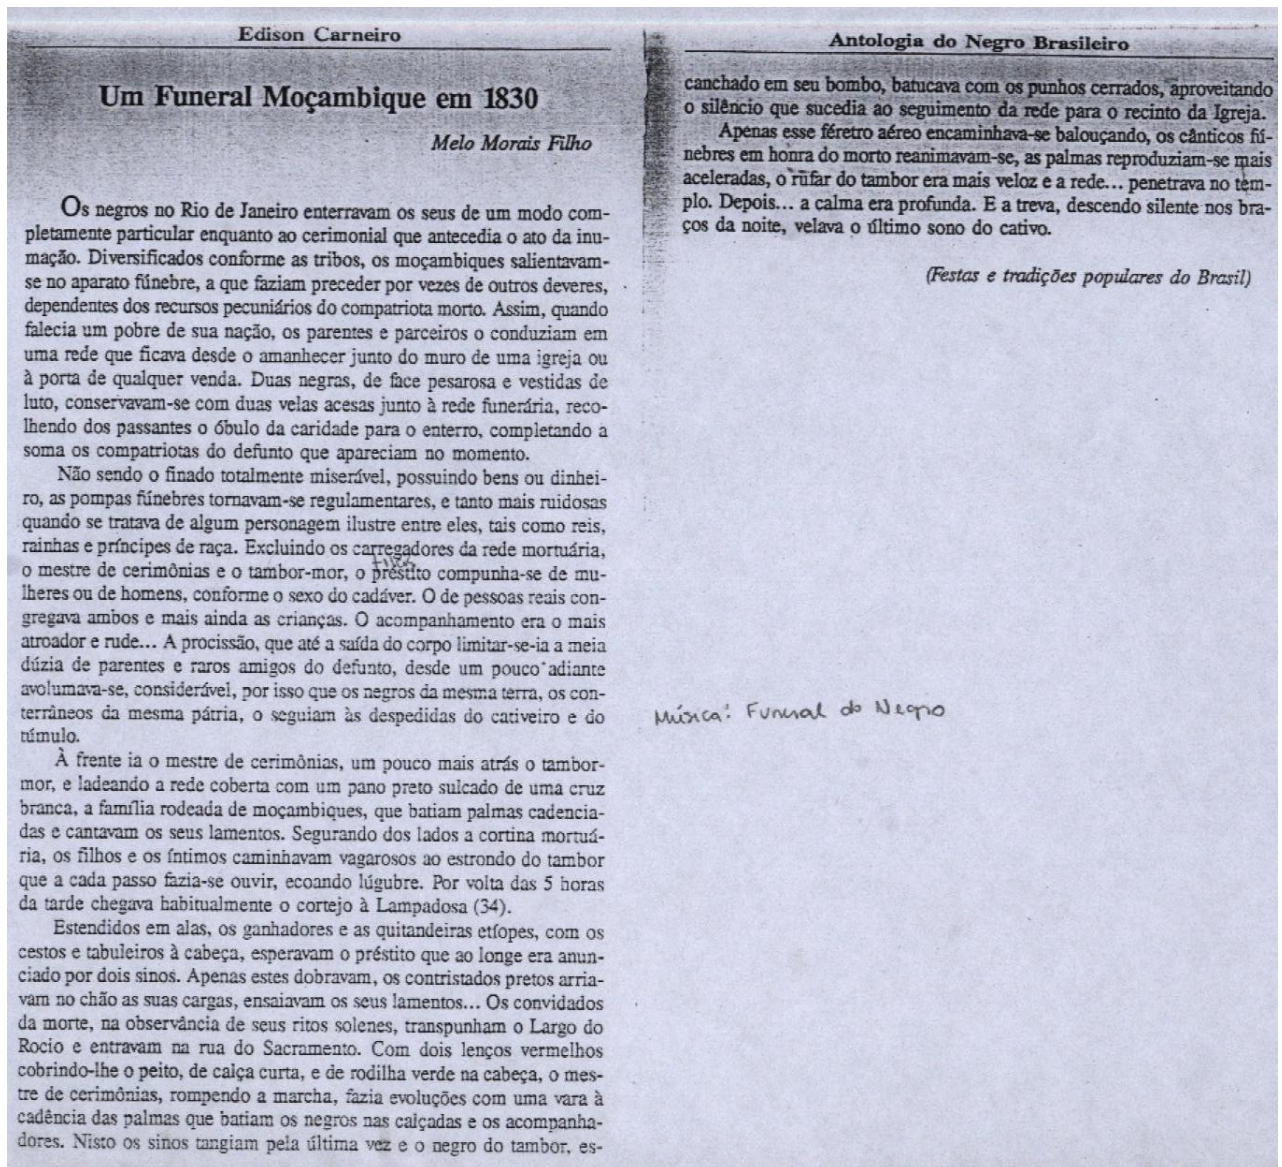 Edison Carneiro
Um Funeral Moçambique em 1830
Melo Morais Filho
Os negros no Rio de Janeiro enterravam os seus de um modo com-
pletamente particular enquanto ao cerimonial que antecedia o ato da inu-
mação. Diversificados conforme as tribos, os moçambiques salientavam-
se no aparato fúnebre, a que faziam preceder por vezes de outros deveres,
dependentes dos recursos pecuniários do compatriota morto. Assim, quando
falecia um pobre de sua nação, os parentes e parceiros o conduziam em
uma rede que ficava desde o amanhecer junto do muro de uma igreja ou
à porta de qualquer venda. Duas negras, de face pesarosa e vestidas de
luto, conservavam-se com duas velas acesas junto à rede funerária, reco-
lhendo dos passantes o óbulo da caridade para o enterro, completando a
soma os compatriotas do defunto que apareciam no momento.
Não sendo o finado totalmente miserável, possuindo bens ou dinhei-
ro, as pompas fúnebres tornavam-se regulamentares, e tanto mais ruidosas
quando se tratava de algum personagem ilustre entre eles, tais como reis,
rainhas e príncipes de raça. Excluindo os carregadores da rede mortuária,
o mestre de cerimônias e o tambor-mor, o préstito compunha-se de mu-
lheres ou de homens, conforme o sexo do cadáver. O de pessoas reais con-
gregava ambos e mais ainda as crianças. O acompanhamento era o mais
atroador e rude... A procissão, que até a saída do corpo limitar-se-ia a meia
dúzia de parentes e raros amigos do defunto, desde um pouco adiante
avolumava-se, considerável, por isso que os negros da mesma terra, os con-
terrâneos da mesma pátria, o seguiam às despedidas do cativeiro e do
túmulo.
À frente ia o mestre de cerimônias, um pouco mais atrás o tambor-
mor, e ladeando a rede coberta com um pano preto sulcado de uma cruz
branca, a família rodeada de moçambiques, que batiam palmas cadencia-
das e cantavam os seus lamentos. Segurando dos lados a cortina mortuá-
ria, os filhos e os íntimos caminhavam vagarosos ao estrondo do tambor
que a cada passo fazia-se ouvir, ecoando lúgubre. Por volta das 5 horas
da tarde chegava habitualmente o cortejo à Lampadosa (34).
Estendidos em alas, os ganhadores e as quitandeiras etíopes, com os
cestos e tabuleiros à cabeça, esperavam o préstito que ao longe era anun-
ciado por dois sinos. Apenas estes dobravam, os contristados pretos arria-
vam no chão as suas cargas, ensaiavam os seus lamentos... Os convidados
da morte, na observância de seus ritos solenes, transpunham o Largo do
Rocio e entravam na rua do Sacramento. Com dois lenços vermelhos
cobrindo-lhe o peito, de calça curta, e de rodilha verde na cabeça, o mes-
tre de cerimônias, rompendo a marcha, fazia evoluções com uma vara à
cadência das palmas que batiam os negros nas calçadas e os acompanha-
dores. Nisto os sinos tangiam pela última vez e o negro do tambor, es-
Antologia do Negro Brasileiro
canchado em seu bombo, batucava com os punhos cerrados, aproveitando
o silêncio que sucedia ao seguimento da rede para o recinto da Igreja.
Apenas esse féretro aéreo encaminhava-se balouçando, os cânticos fú-
nebres em honra do morto reanimavam-se, as palmas reproduziam-se mais
aceleradas, o rufar do tambor era mais veloz e a rede... penetrava no tem-
plo. Depois... a calma era profunda. E a treva, descendo silente nos bra-
ços da noite, velava o último sono do cativo.
(Festas e tradições populares do Brasil)
Música: Funeral do Negro